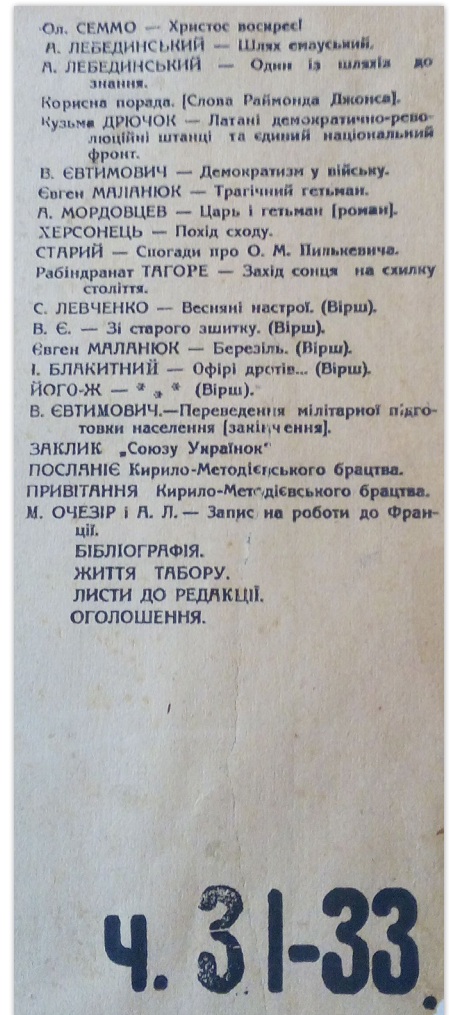 Ол. СЕММО — Христос воскрес!
А. ЛЕБЕДИНСЬКИЙ — Шлях емауський.
А. ЛЕБЕДИНСЬКИЙ — Один із шляхів до
знання.
Корисна порада. [Слова Раймонда Джонса].
Кузьма ДРЮЧОК — Латані демократично-рево-
люційні штанці та єдиний національний
фронт.
В. ЄВТИМОВИЧ — Демократизм у війську.
Євген МАЛАНЮК — Трагічний гетьман.
А. МОРДОВЦЕВ — Царь і гетьман [роман].
ХЕРСОНЕЦЬ — Похід сходу.
СТАРИЙ — Спогади про О. М. Пилькевича.
Рабіндранат ТАГОРЕ — Захід сонця на схилку
століття.
С. ЛЕВЧЕНКО — Весняні настрої. (Вірш).
В. Є. — Зі старого зшитку. (Вірш).
Євген МАЛАНЮК — Березіль. (Вірш).
І. БЛАКИТНИЙ — Офірі дротів... (Вірш).
ЙОГО-Ж — * * * (Вірш).
В. ЄВТИМОВИЧ.—Переведення мілітарної підго-
товки населення [закінчення].
ЗАКЛИК „Союзу Українок"
ПОСЛАНІЄ Кирило-Методієвського братцтва.
ПРИВІТАННЯ Кирило-Методієвського братцтва.
М. ОЧЕЗІР і А. Л.— Запис на роботи до Фран-
ції.
БІБЛІОГРАФІЯ.
ЖИТТЯ ТАБОРУ.
ЛИСТИ ДО РЕДАКЦІЇ.
ОГОЛОШЕННЯ.
ч. 31-33.